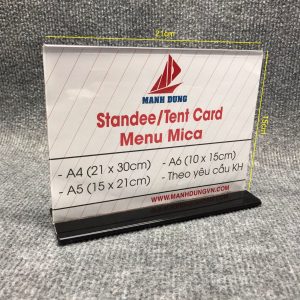 21cm
15cm
MANH DUNG
Standee/Tent Card
Menu Mica
- A4 (21 x 30cm) - A6 (10 x 15cm)
- A5 (15 x 21cm) - Theo yêu cầu KH
WWW.MANHDUNGVN.COM